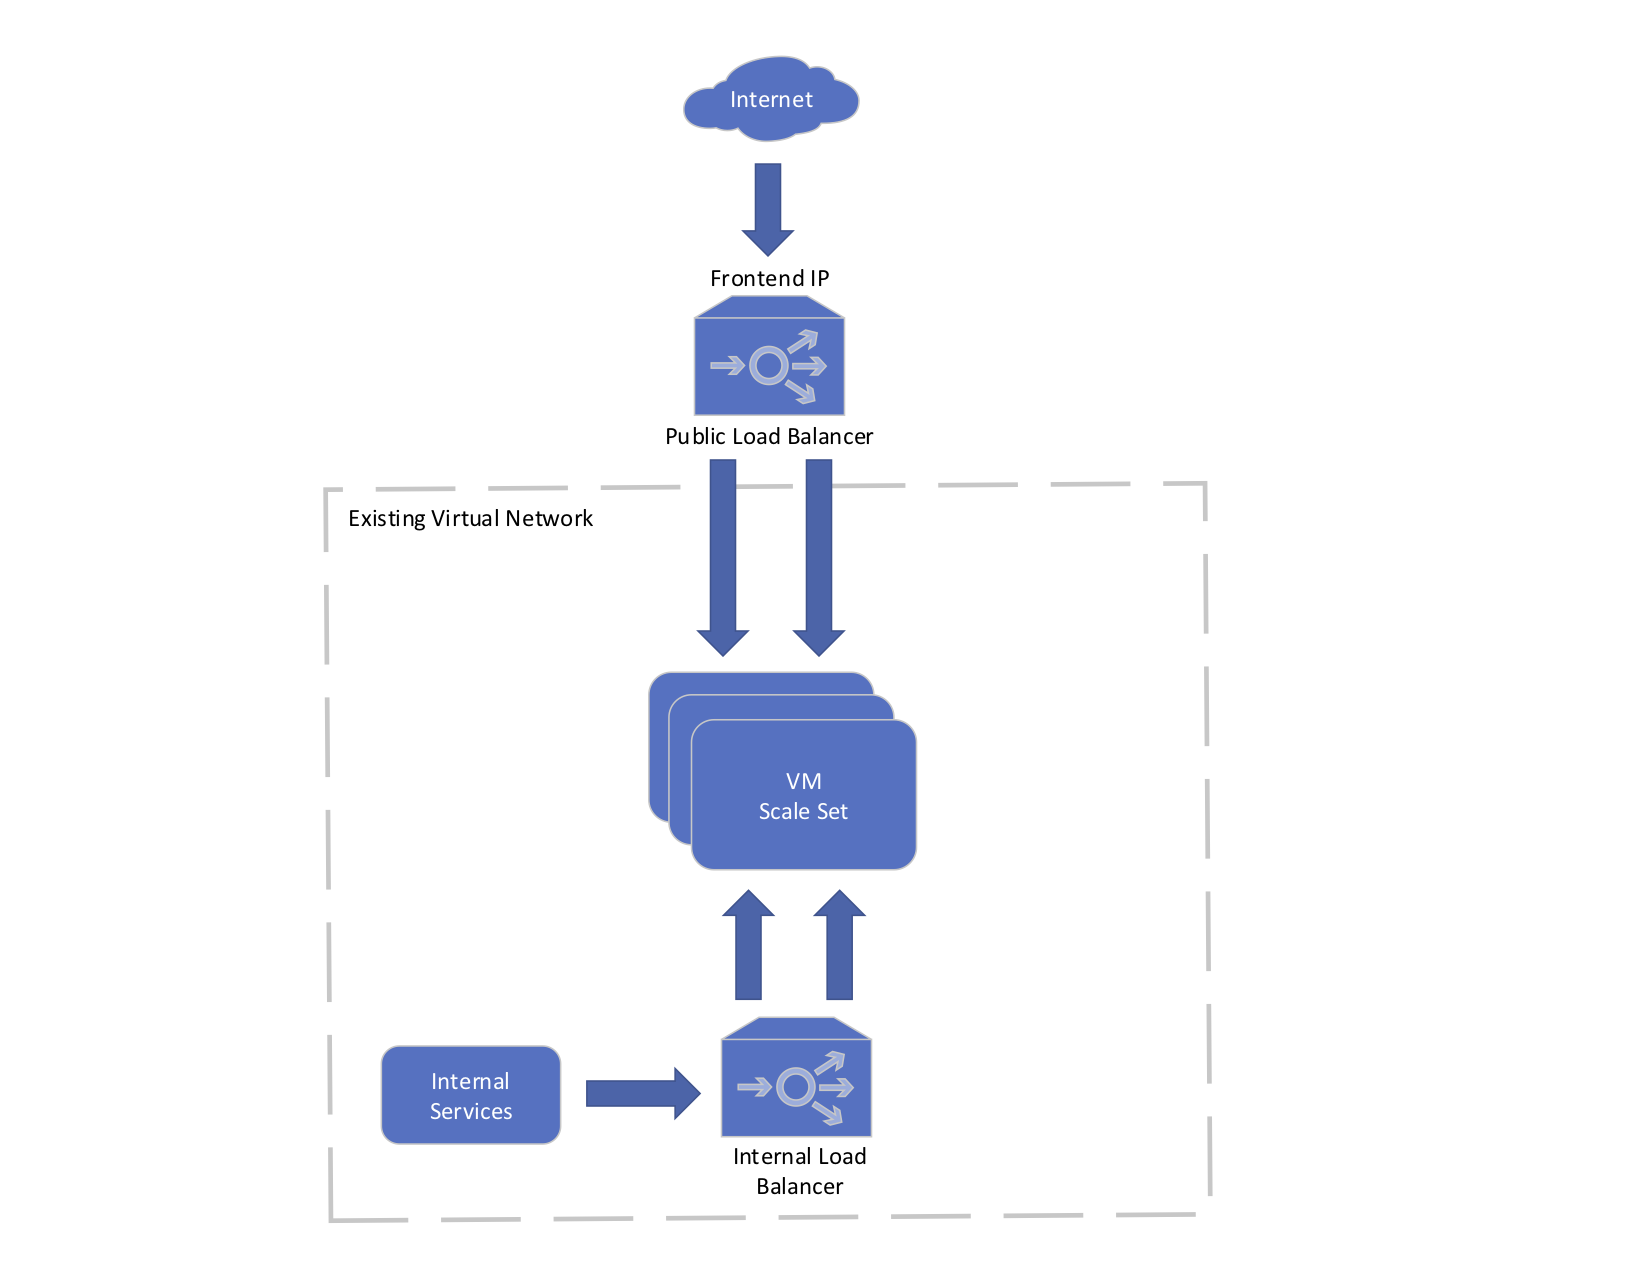 Internet
Frontend IP
Public Load Balancer
Existing Virtual Network
VM
Scale Set
Internal
Services
Internal Load
Balancer